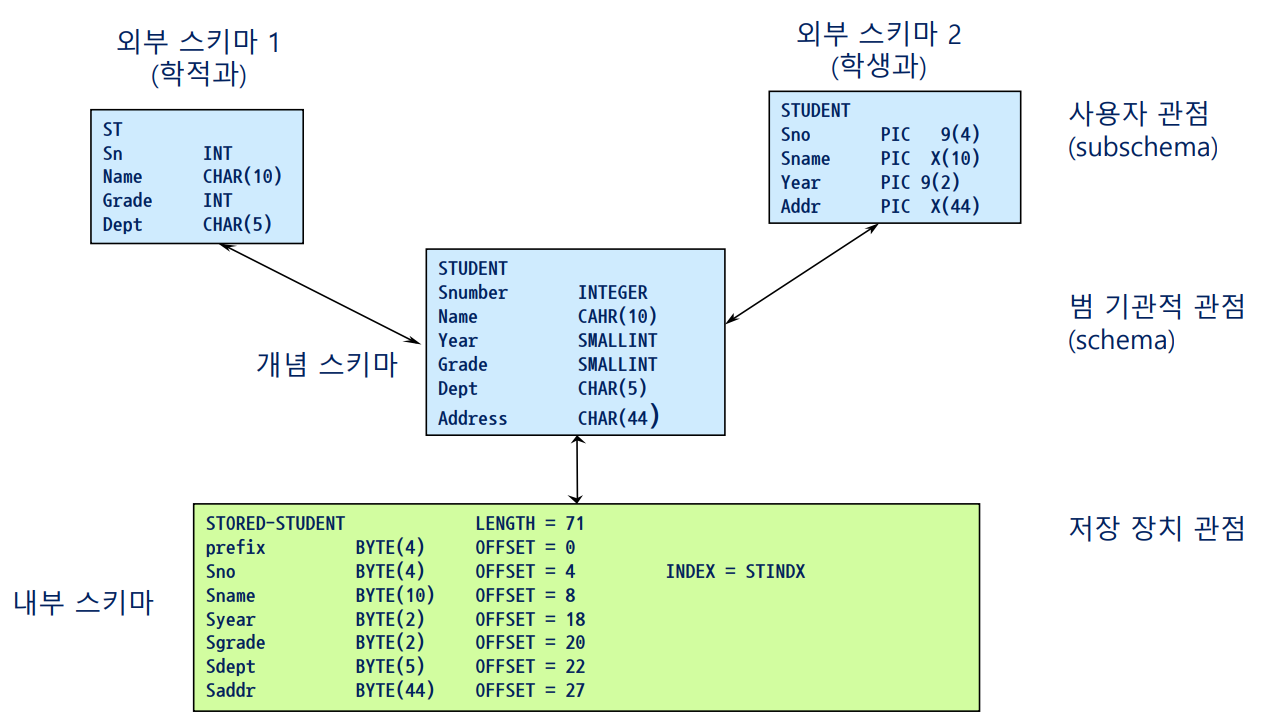 외부 스키마 1
(학적과)
ST
Sn INT
Name CHAR(10)
Grade INT
Dept CHAR(5)
외부 스키마 2
(학생과)
STUDENT
Sno PIC 9(4)
Sname PIC X(10)
Year PIC 9(2)
Addr PIC X(44)
사용자 관점
(subschema)
개념 스키마
STUDENT
Snumber INTEGER
Name CAHR(10)
Year SMALLINT
Grade SMALLINT
Dept CHAR(5)
Address CHAR(44)
범 기관적 관점
(schema)
내부 스키마
STORED-STUDENT LENGTH = 71
prefix BYTE(4) OFFSET = 0
Sno BYTE(4) OFFSET = 4 INDEX = STINDX
Sname BYTE(10) OFFSET = 8
Syear BYTE(2) OFFSET = 18
Sgrade BYTE(2) OFFSET = 20
Sdept BYTE(5) OFFSET = 22
Saddr BYTE(44) OFFSET = 27
저장 장치 관점